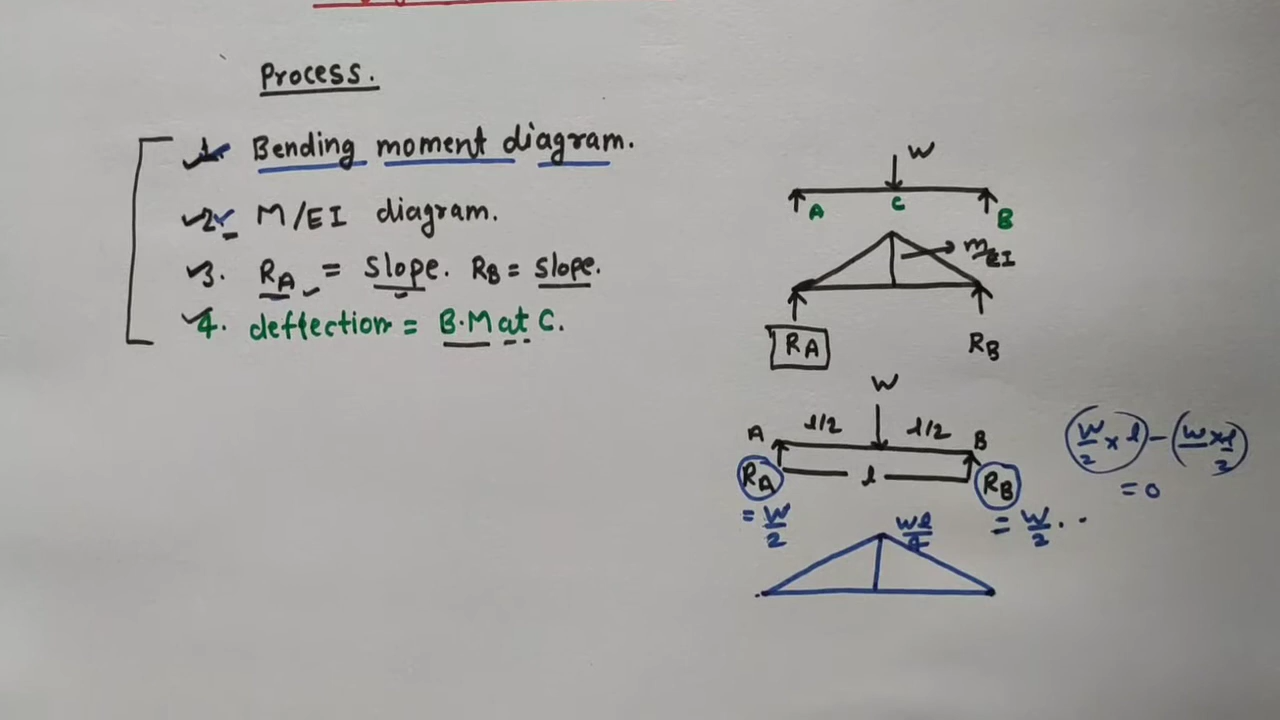 Process.
1. Bending moment diagram.
2. M/EI diagram.
3. RA = Slope. RB = Slope.
4. deflection = B.M at C.
W
A C B
M/EI
RA RB
W
A l/2 l/2 B
RA l RB
= W/2 = W/2 . .
(W/2 × l) - (W × l/2)
= 0
Wl/4